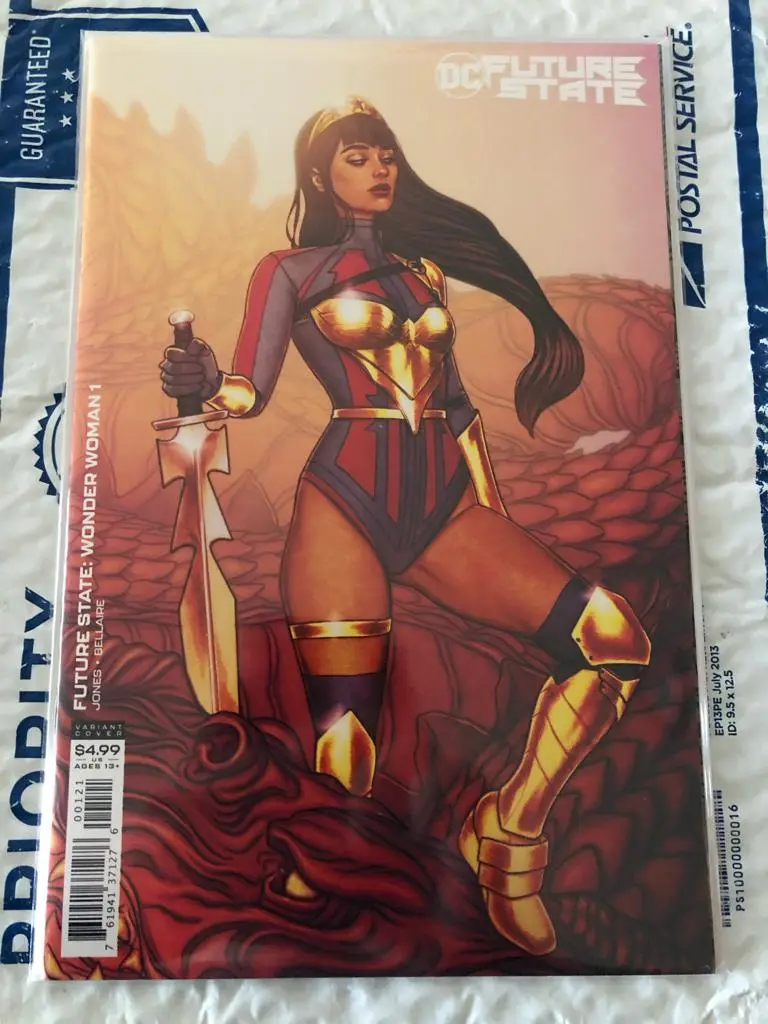 GUARANTEED®
★★★
POSTAL SERVICE®
DC FUTURE
STATE
FUTURE STATE: WONDER WOMAN 1
JONES • BELLAIRE
VARIANT
COVER
$4.99
US
AGES 13+
00121
7 61941 37127 6
PRIORITY
EP13PE July 2013
ID: 9.5 x 12.5
PS10000000016